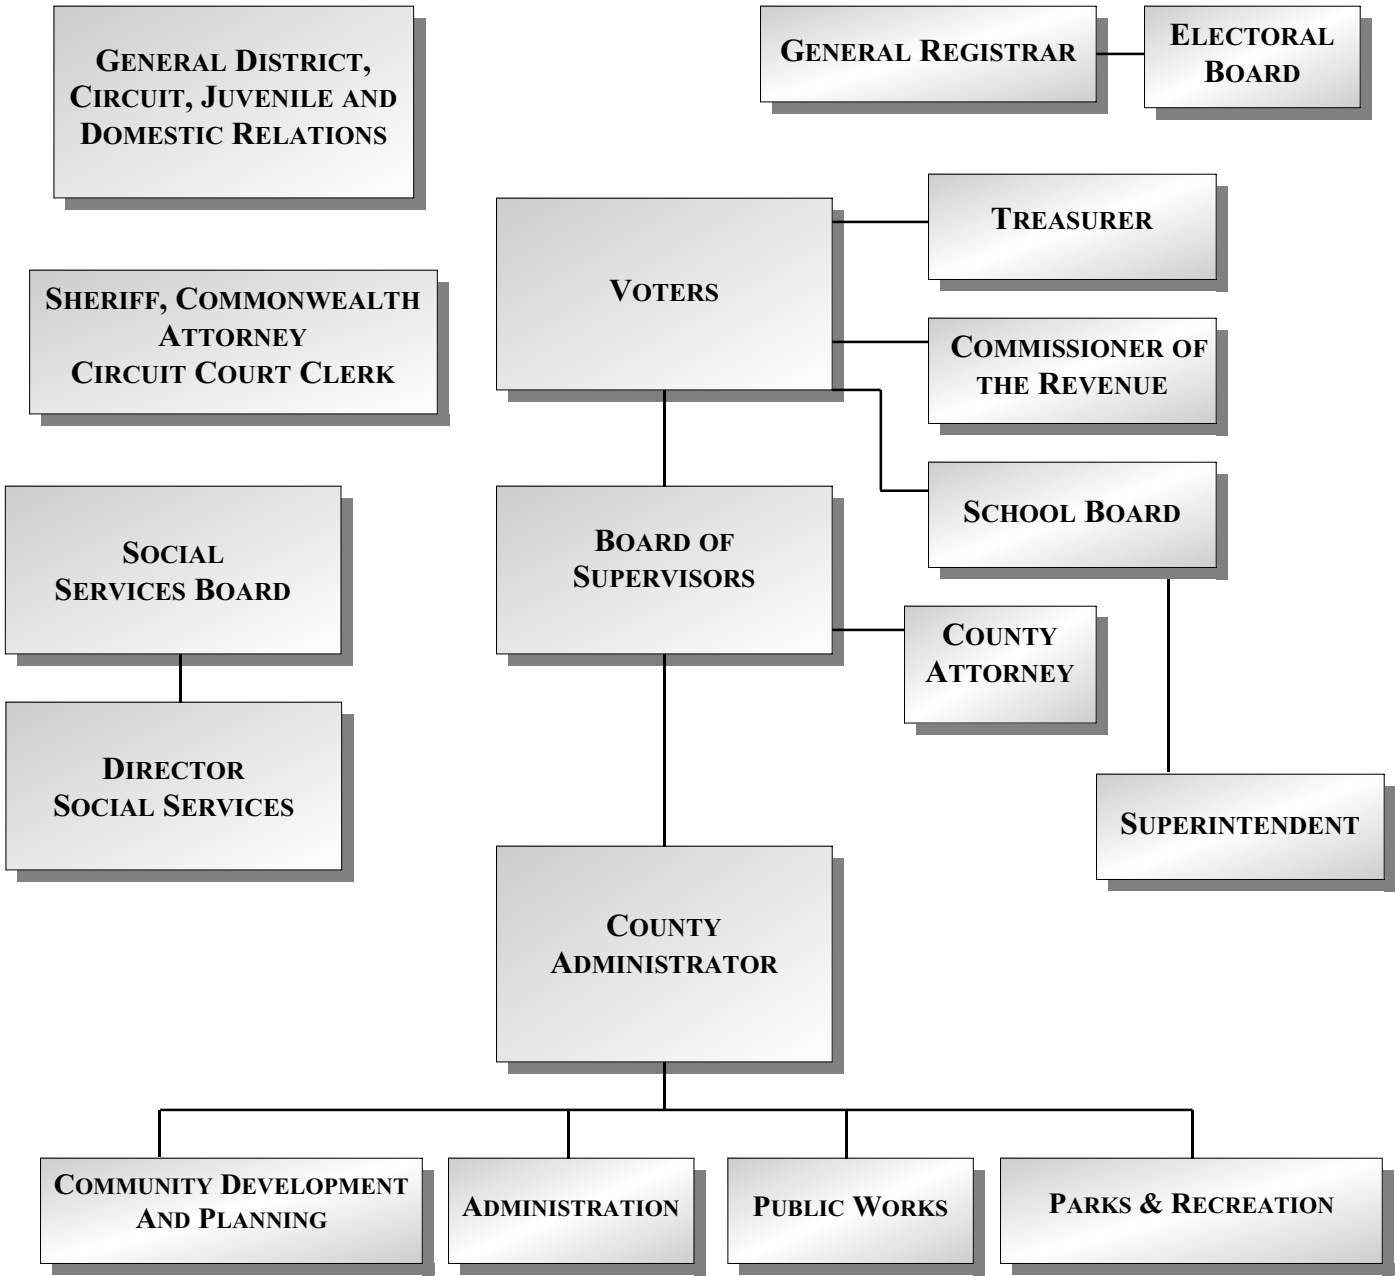 GENERAL DISTRICT,
CIRCUIT, JUVENILE AND
DOMESTIC RELATIONS
GENERAL REGISTRAR
ELECTORAL
BOARD
VOTERS
TREASURER
SHERIFF, COMMONWEALTH
ATTORNEY
CIRCUIT COURT CLERK
COMMISSIONER OF
THE REVENUE
SOCIAL
SERVICES BOARD
BOARD OF
SUPERVISORS
SCHOOL BOARD
COUNTY
ATTORNEY
DIRECTOR
SOCIAL SERVICES
SUPERINTENDENT
COUNTY
ADMINISTRATOR
COMMUNITY DEVELOPMENT
AND PLANNING
ADMINISTRATION
PUBLIC WORKS
PARKS & RECREATION